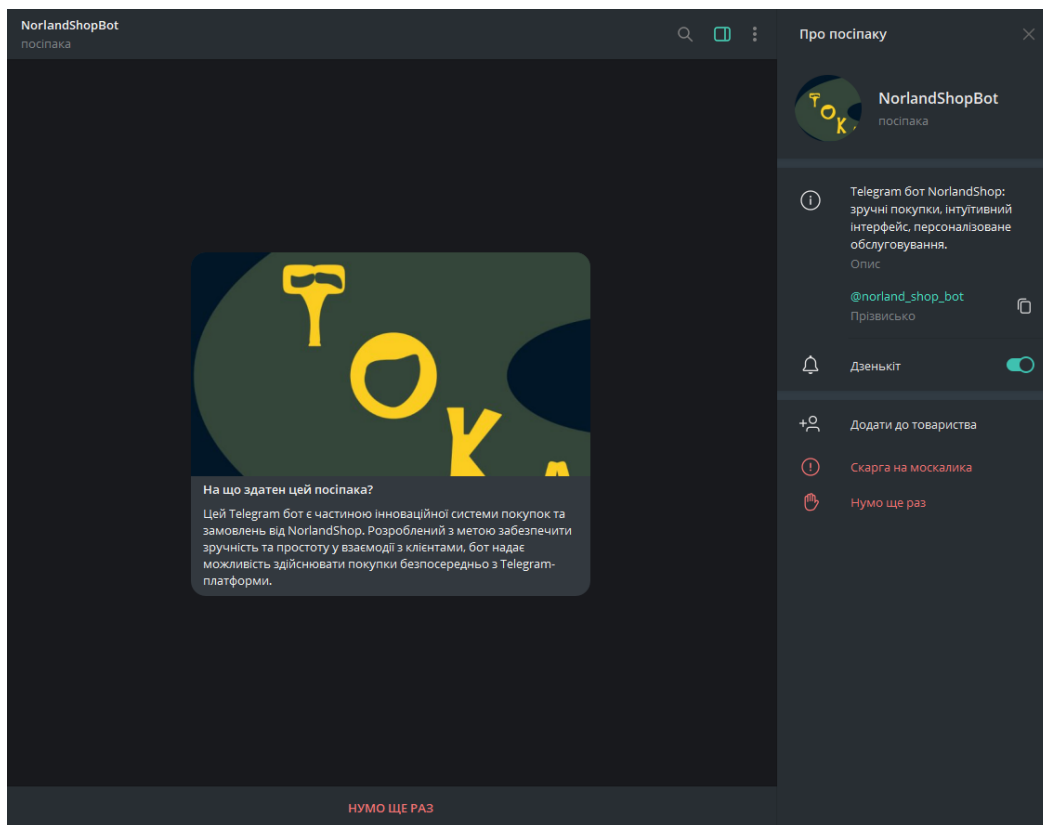 NorlandShopBot
посіпака
Про посіпаку
ТОК
NorlandShopBot
посіпака
Telegram бот NorlandShop:
зручні покупки, інтуїтивний
інтерфейс, персоналізоване
обслуговування.
Опис
@norland_shop_bot
Прізвисько
Дзенькіт
Додати до товариства
Скарга на москалика
Нумо ще раз
ТОКА
На що здатен цей посіпака?
Цей Telegram бот є частиною інноваційної системи покупок та
замовлень від NorlandShop. Розроблений з метою забезпечити
зручність та простоту у взаємодії з клієнтами, бот надає
можливість здійснювати покупки безпосередньо з Telegram-
платформи.
НУМО ЩЕ РАЗ